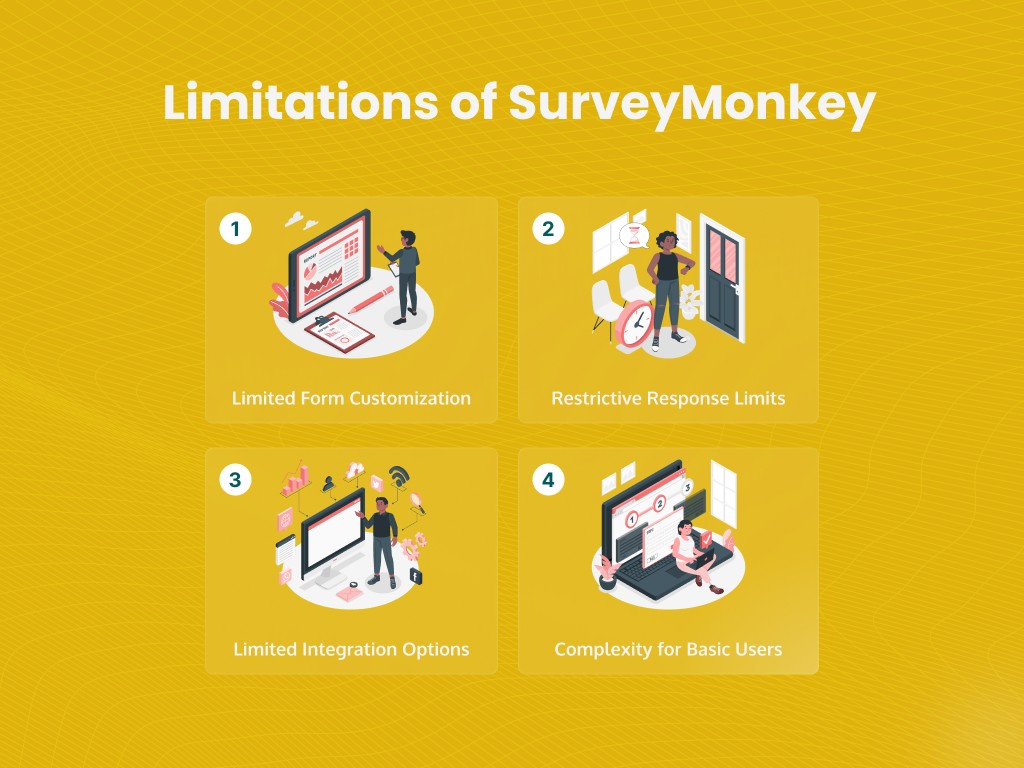 Limitations of SurveyMonkey
1
REPORT
Limited Form Customization
2
Restrictive Response Limits
3
Limited Integration Options
1
2
3
4
Complexity for Basic Users